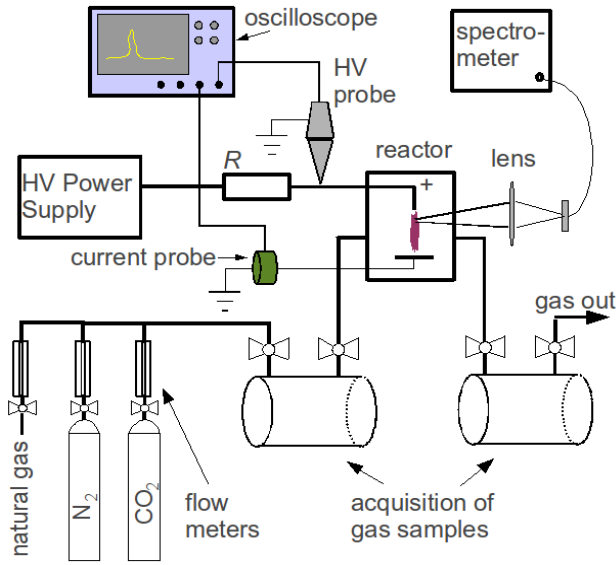 oscilloscope
spectro-
meter
HV
probe
reactor
lens
R
+
HV Power
Supply
current probe
gas out
natural gas
N2
CO2
flow
meters
acquisition of
gas samples